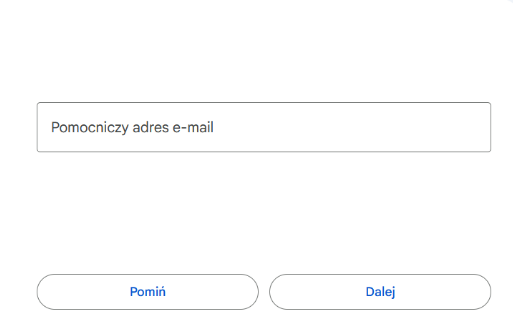 Pomocniczy adres e-mail
Pomiń
Dalej